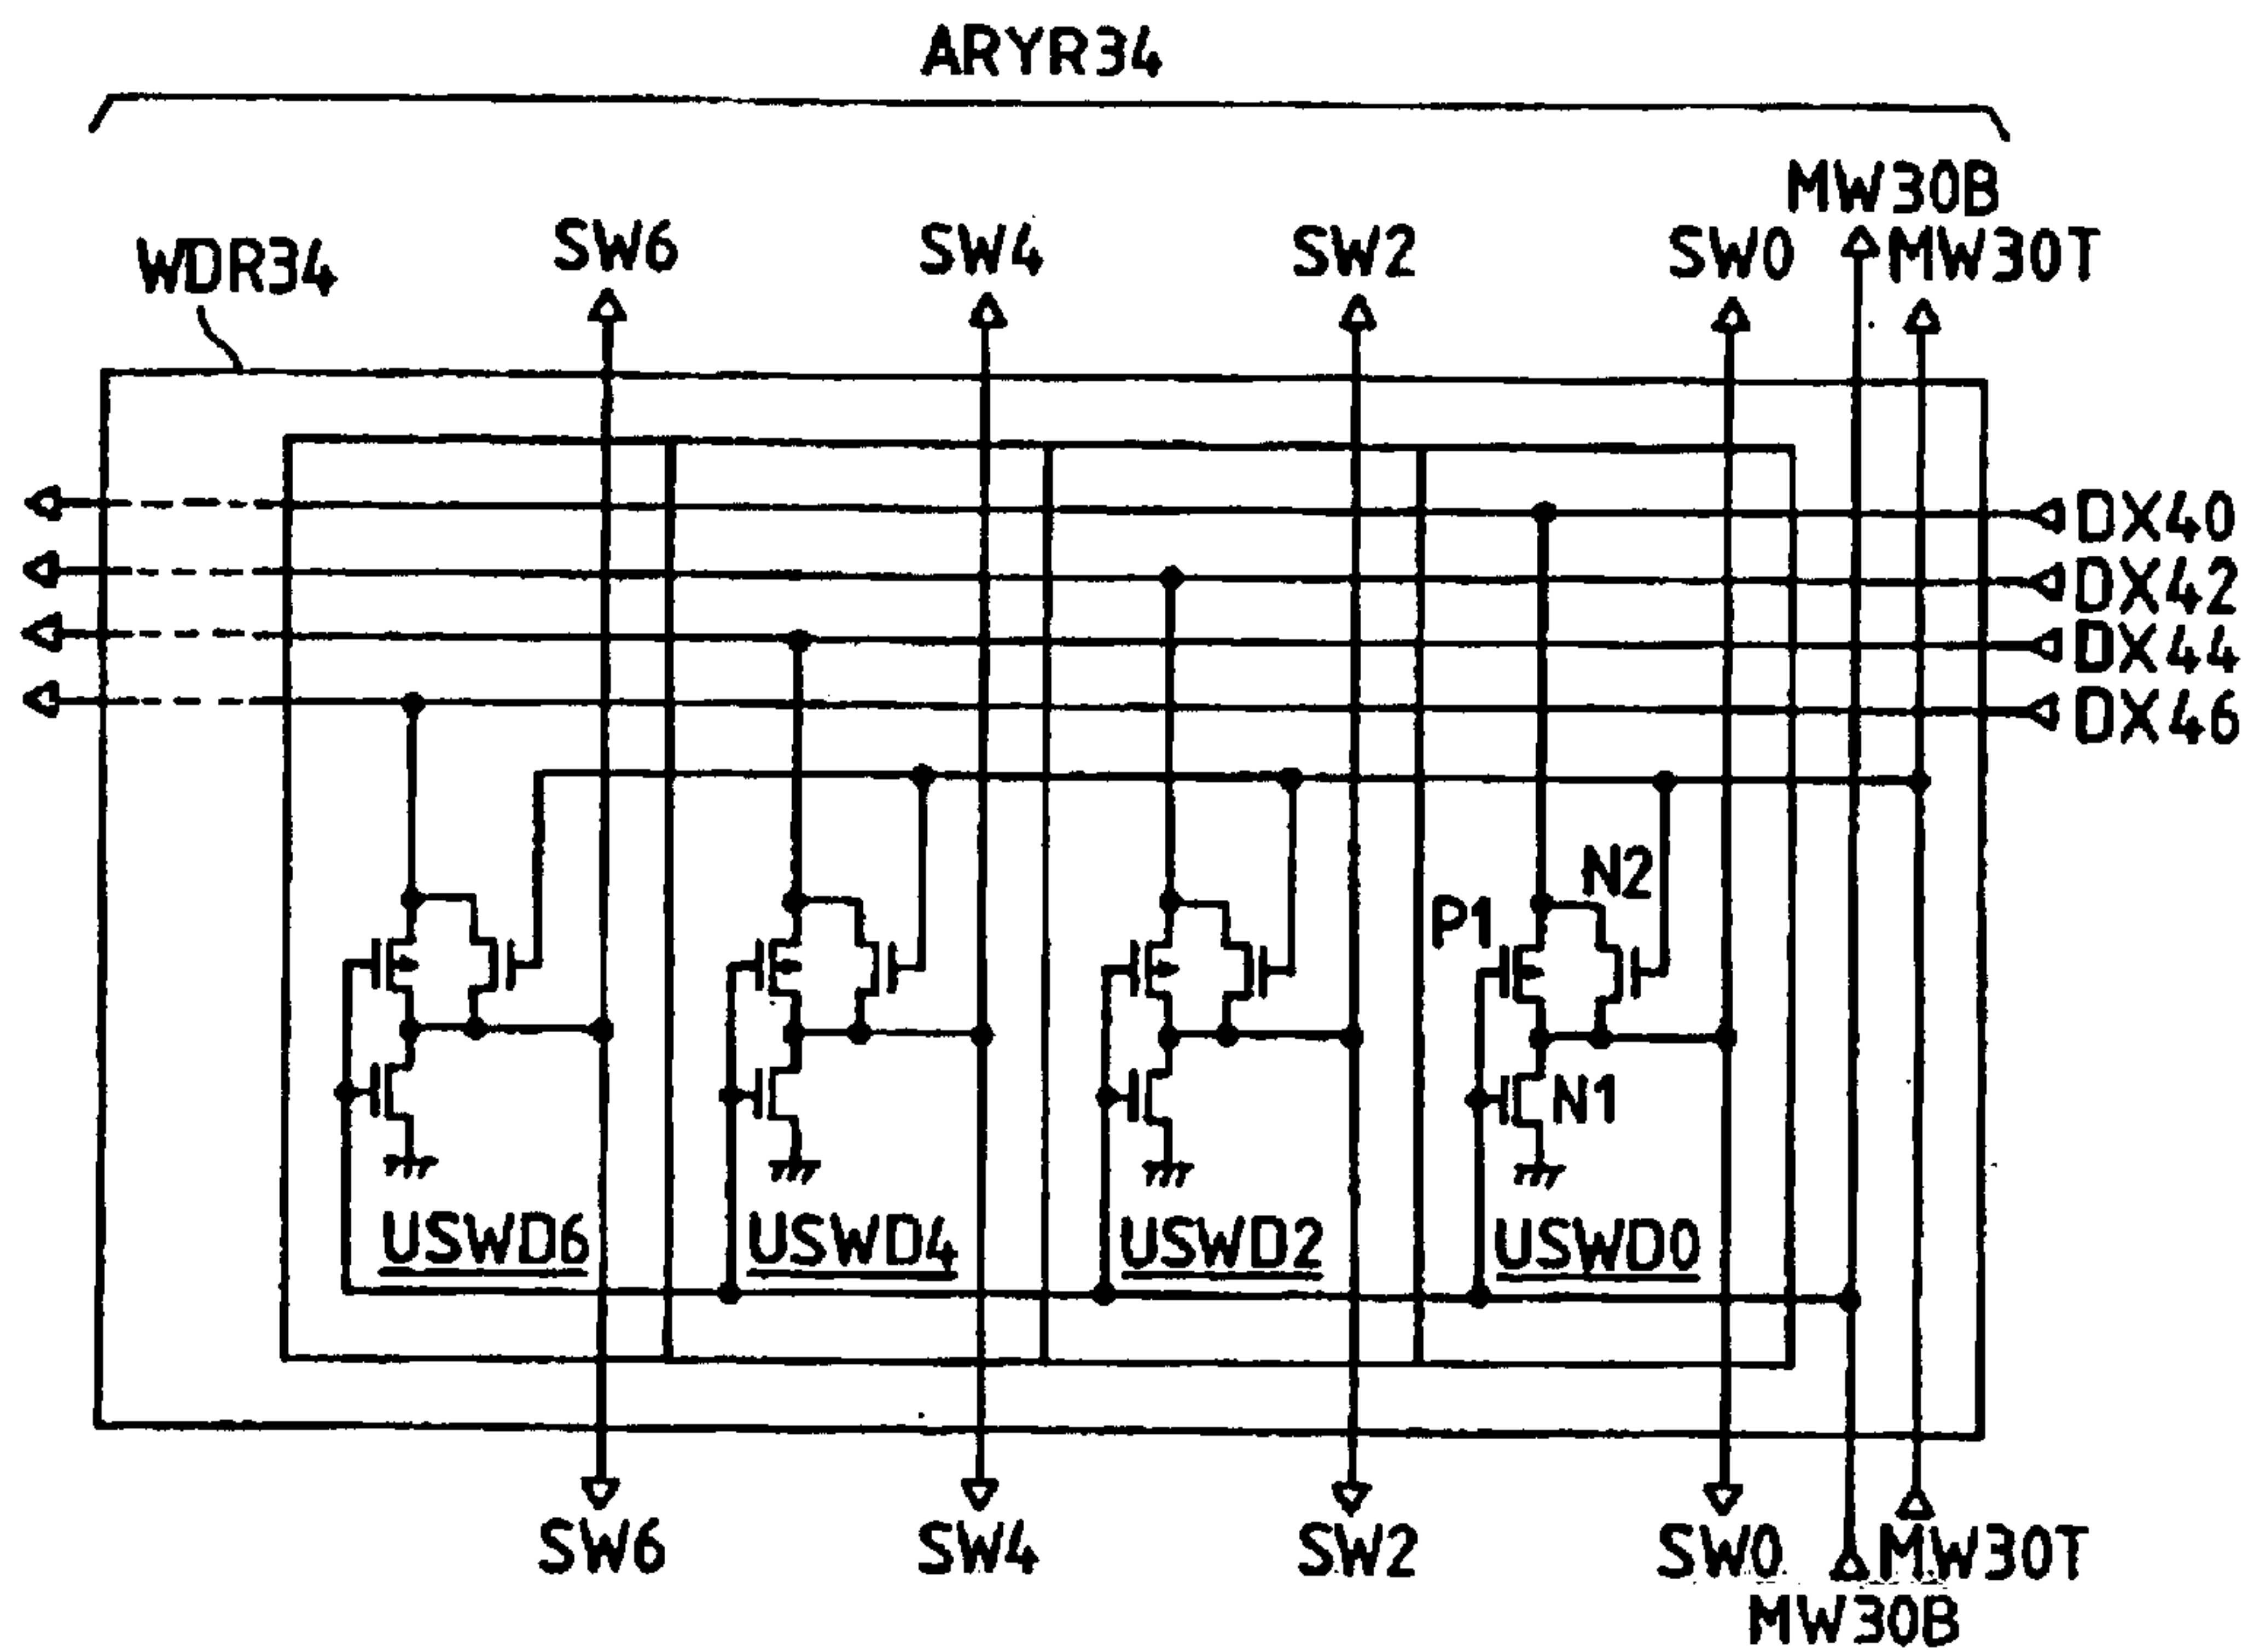 ARYR34
MW30B
WDR34 SW6 SW4 SW2 SW0 MW30T
DX40
DX42
DX44
DX46
N2
P1
N1
USWD6 USWD4 USWD2 USWD0
SW6 SW4 SW2 SW0 MW30T
MW30B